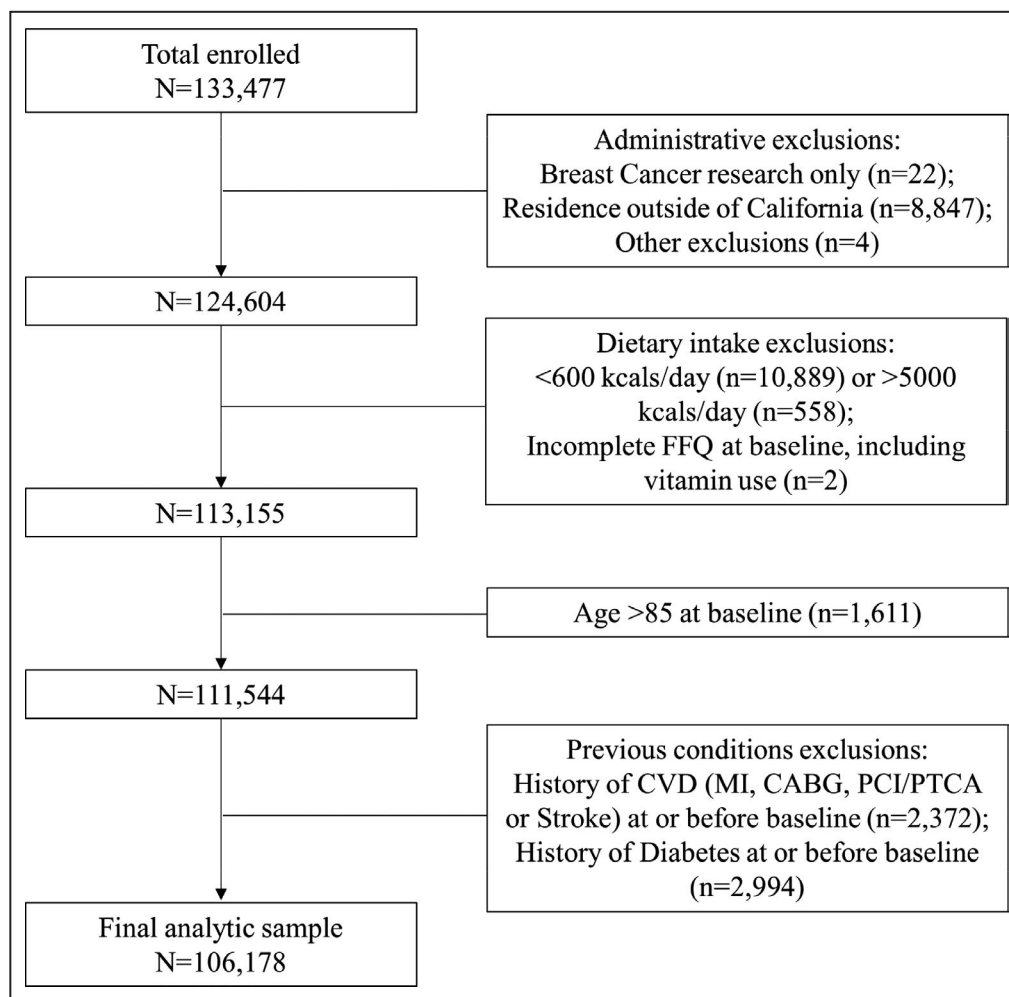 Total enrolled
N=133,477
Administrative exclusions:
Breast Cancer research only (n=22);
Residence outside of California (n=8,847);
Other exclusions (n=4)
N=124,604
Dietary intake exclusions:
<600 kcals/day (n=10,889) or >5000
kcals/day (n=558);
Incomplete FFQ at baseline, including
vitamin use (n=2)
N=113,155
Age >85 at baseline (n=1,611)
N=111,544
Previous conditions exclusions:
History of CVD (MI, CABG, PCI/PTCA
or Stroke) at or before baseline (n=2,372);
History of Diabetes at or before baseline
(n=2,994)
Final analytic sample
N=106,178